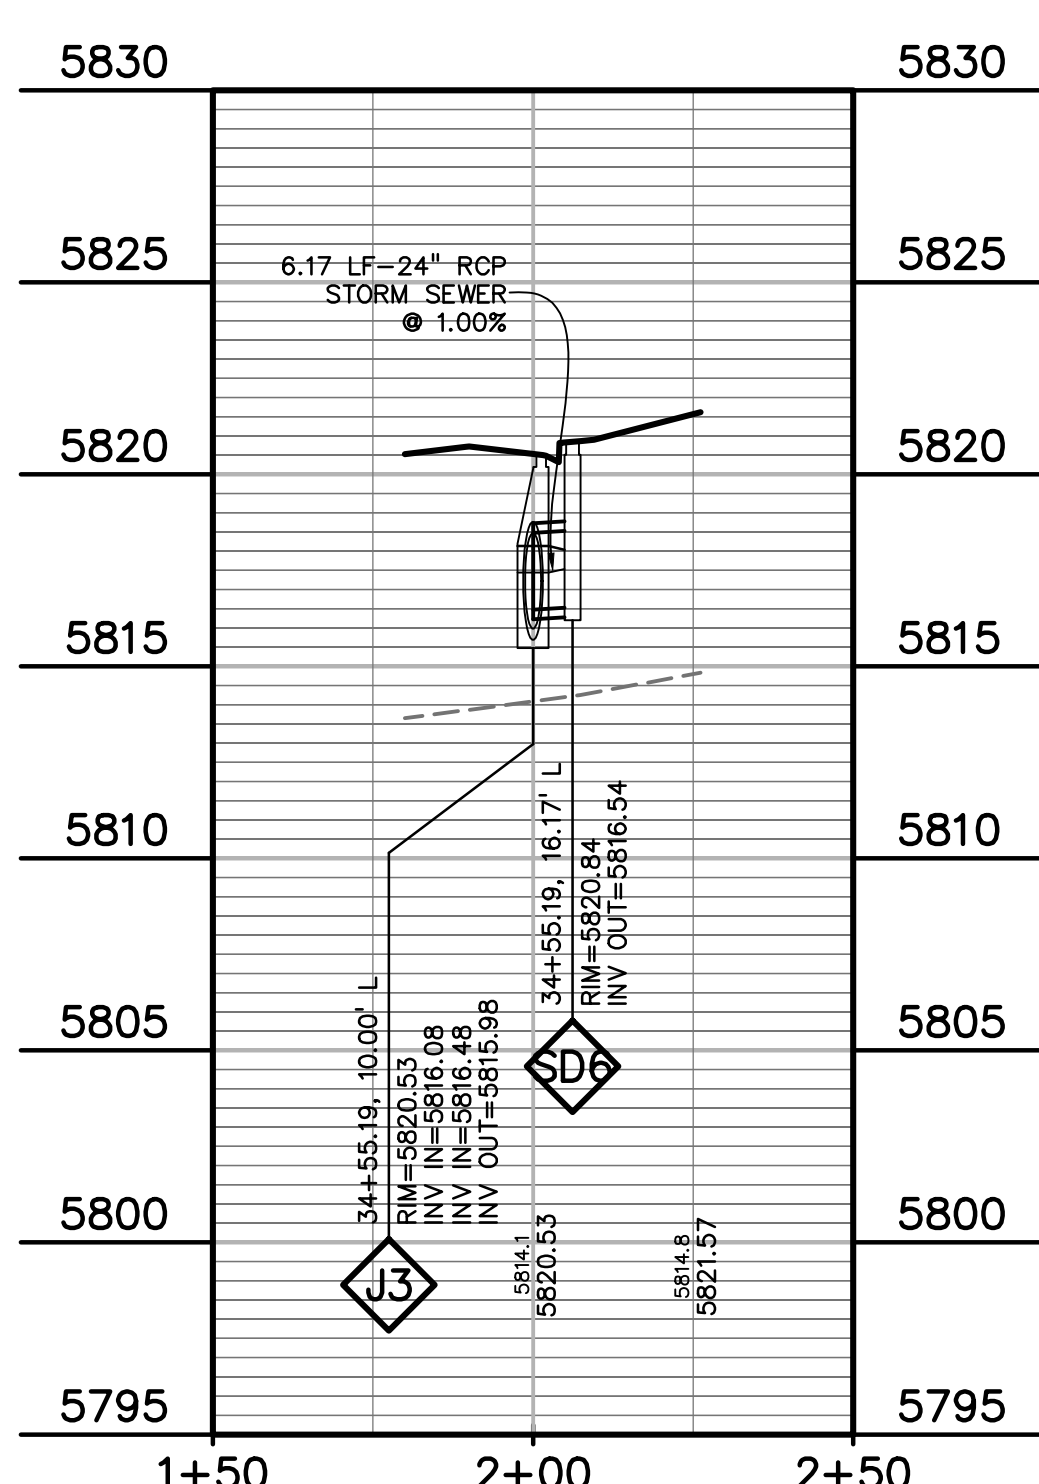 5830 5830
5825 5825
6.17 LF-24" RCP
STORM SEWER
@ 1.00%
5820 5820
5815 5815
5810 5810
34+55.19, 16.17' L
RIM=5820.84
INV OUT=5816.54
5805 5805
SD6
34+55.19, 10.00' L
RIM=5820.53
INV IN=5816.08
INV IN=5816.48
INV OUT=5815.98
5800 5800
J3
5814.1
5820.53
5814.8
5821.57
5795 5795
1+50 2+00 2+50